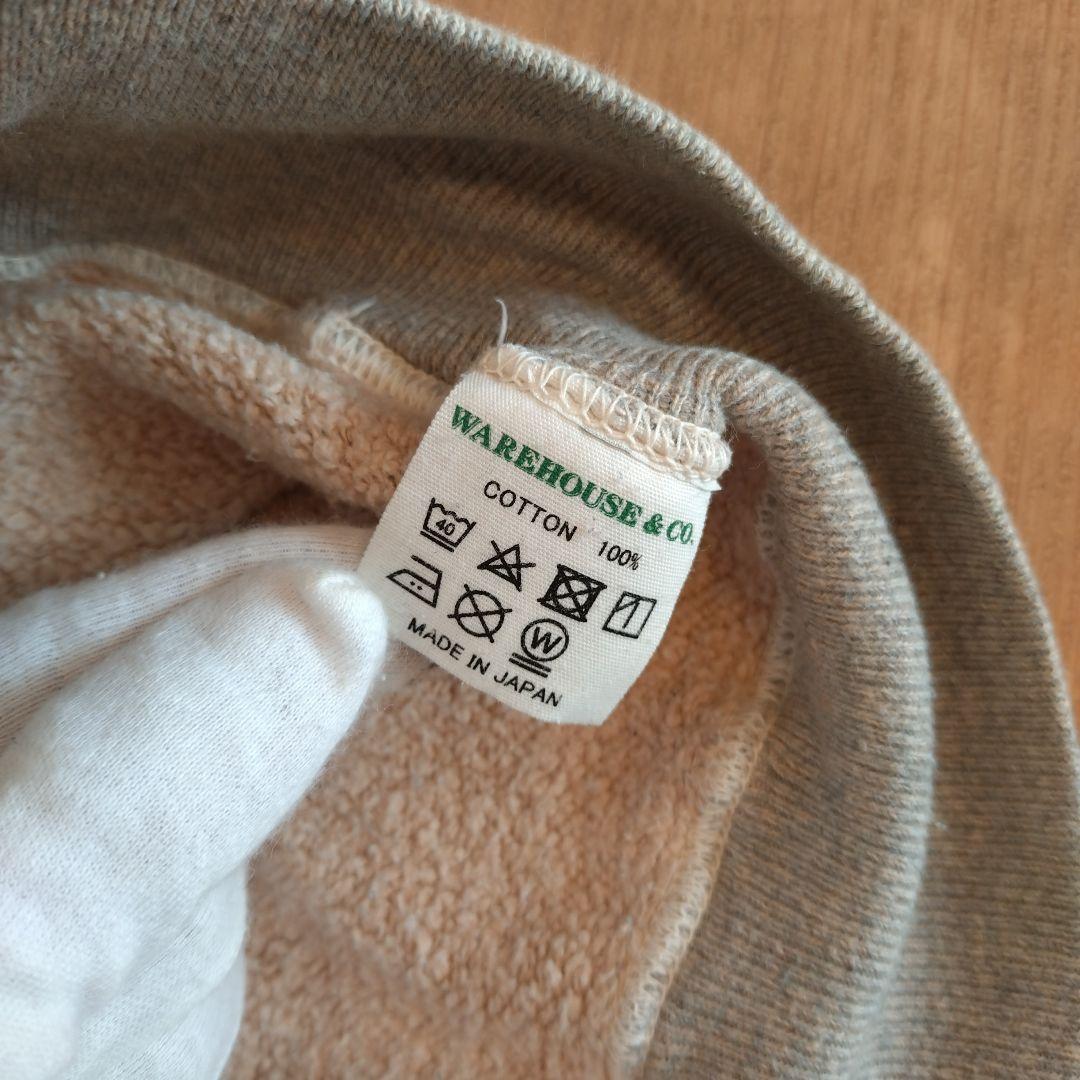 WAREHOUSE & CO.
COTTON 100%
40
W
MADE IN JAPAN